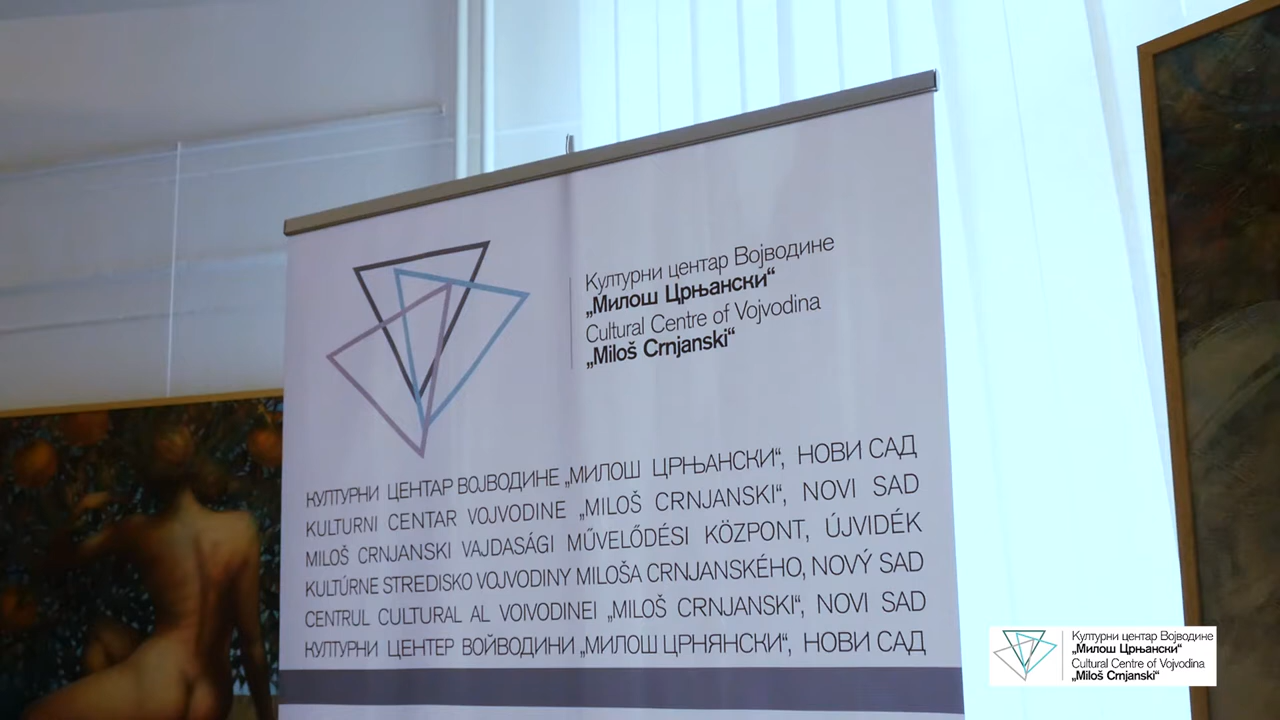 Културни центар Војводине
„Милош Црњански“
Cultural Centre of Vojvodina
„Miloš Crnjanski“
КУЛТУРНИ ЦЕНТАР ВОЈВОДИНЕ „МИЛОШ ЦРЊАНСКИ“, НОВИ САД
KULTURNI CENTAR VOJVODINE „MILOŠ CRNJANSKI“, NOVI SAD
MILOŠ CRNJANSKI VAJDASÁGI MŰVELŐDÉSI KÖZPONT, ÚJVIDÉK
KULTÚRNE STREDISKO VOJVODINY MILOŠA CRNJANSKÉHO, NOVÝ SAD
CENTRUL CULTURAL AL VOIVODINEI „MILOŠ CRNJANSKI“, NOVI SAD
КУЛТУРНИ ЦЕНТЕР ВОЙВОДИНИ „МИЛОШ ЦРНЯНСКИ“, НОВИ САД
Културни центар Војводине
„Милош Црњански“
Cultural Centre of Vojvodina
„Miloš Crnjanski“